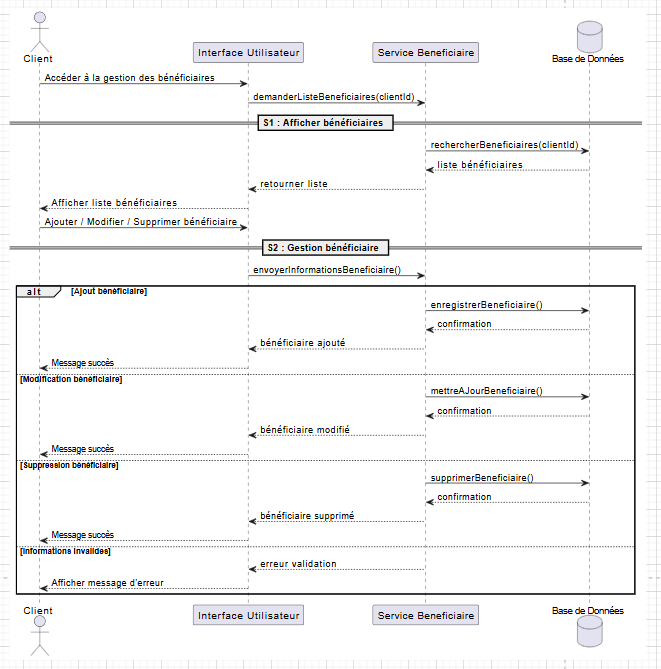 Client
Interface Utilisateur
Service Beneficiaire
Base de Données
Accéder à la gestion des bénéficiaires
demanderListeBeneficiaires(clientId)
S1 : Afficher bénéficiaires
rechercherBeneficiaires(clientId)
liste bénéficiaires
retourner liste
Afficher liste bénéficiaires
Ajouter / Modifier / Supprimer bénéficiaire
S2 : Gestion bénéficiaire
envoyerInformationsBeneficiaire()
alt
[Ajout bénéficiaire]
enregistrerBeneficiaire()
confirmation
bénéficiaire ajouté
Message succès
[Modification bénéficiaire]
mettreAJourBeneficiaire()
confirmation
bénéficiaire modifié
Message succès
[Suppression bénéficiaire]
supprimerBeneficiaire()
confirmation
bénéficiaire supprimé
Message succès
[Informations invalides]
erreur validation
Afficher message d'erreur
Client
Interface Utilisateur
Service Beneficiaire
Base de Données